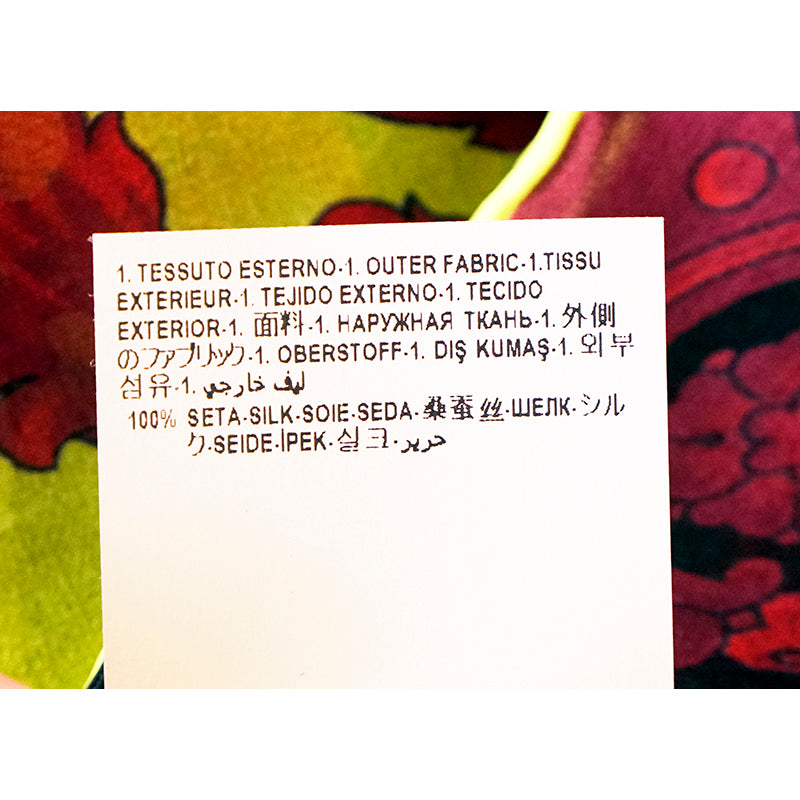 1. TESSUTO ESTERNO-1. OUTER FABRIC-1.TISSU
EXTERIEUR-1. TEJIDO EXTERNO-1. TECIDO
EXTERIOR-1. 面料-1. НАРУЖНАЯ ТКАНЬ-1. 外側
のファブリック-1. OBERSTOFF-1. DIŞ KUMAŞ-1. 외부
섬유-1. ليف خارجي
100% SETA-SILK-SOIE-SEDA-桑蚕丝-ШЕЛК-シル
ク-SEIDE-İPEK-실크-حرير